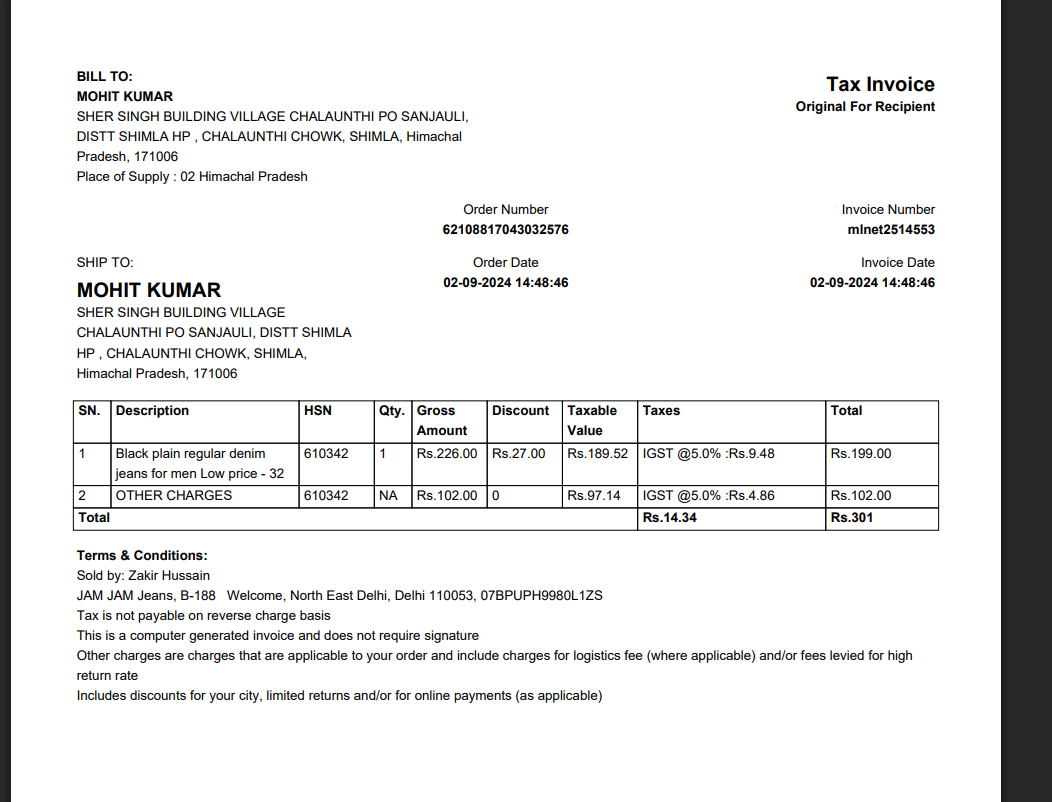 BILL TO:
MOHIT KUMAR
SHER SINGH BUILDING VILLAGE CHALAUNTHI PO SANJAULI,
DISTT SHIMLA HP , CHALAUNTHI CHOWK, SHIMLA, Himachal
Pradesh, 171006
Place of Supply : 02 Himachal Pradesh
Tax Invoice
Original For Recipient
Order Number
62108817043032576
Invoice Number
mlnet2514553
SHIP TO:
MOHIT KUMAR
SHER SINGH BUILDING VILLAGE
CHALAUNTHI PO SANJAULI, DISTT SHIMLA
HP , CHALAUNTHI CHOWK, SHIMLA,
Himachal Pradesh, 171006
Order Date
02-09-2024 14:48:46
Invoice Date
02-09-2024 14:48:46
SN. Description HSN Qty. Gross Amount Discount Taxable Value Taxes Total
1 Black plain regular denim jeans for men Low price - 32 610342 1 Rs.226.00 Rs.27.00 Rs.189.52 IGST @5.0% :Rs.9.48 Rs.199.00
2 OTHER CHARGES 610342 NA Rs.102.00 0 Rs.97.14 IGST @5.0% :Rs.4.86 Rs.102.00
Total Rs.14.34 Rs.301
Terms & Conditions:
Sold by: Zakir Hussain
JAM JAM Jeans, B-188 Welcome, North East Delhi, Delhi 110053, 07BPUPH9980L1ZS
Tax is not payable on reverse charge basis
This is a computer generated invoice and does not require signature
Other charges are charges that are applicable to your order and include charges for logistics fee (where applicable) and/or fees levied for high
return rate
Includes discounts for your city, limited returns and/or for online payments (as applicable)